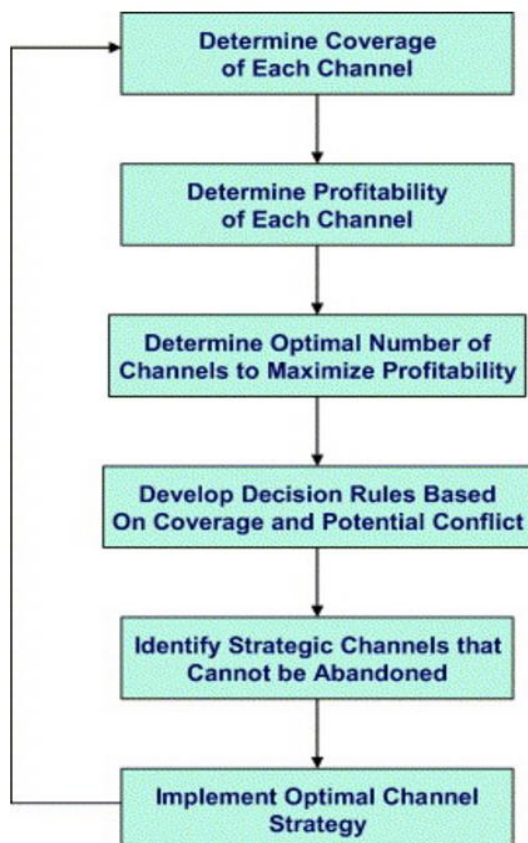 Determine Coverage
of Each Channel
Determine Profitability
of Each Channel
Determine Optimal Number of
Channels to Maximize Profitability
Develop Decision Rules Based
On Coverage and Potential Conflict
Identify Strategic Channels that
Cannot be Abandoned
Implement Optimal Channel
Strategy